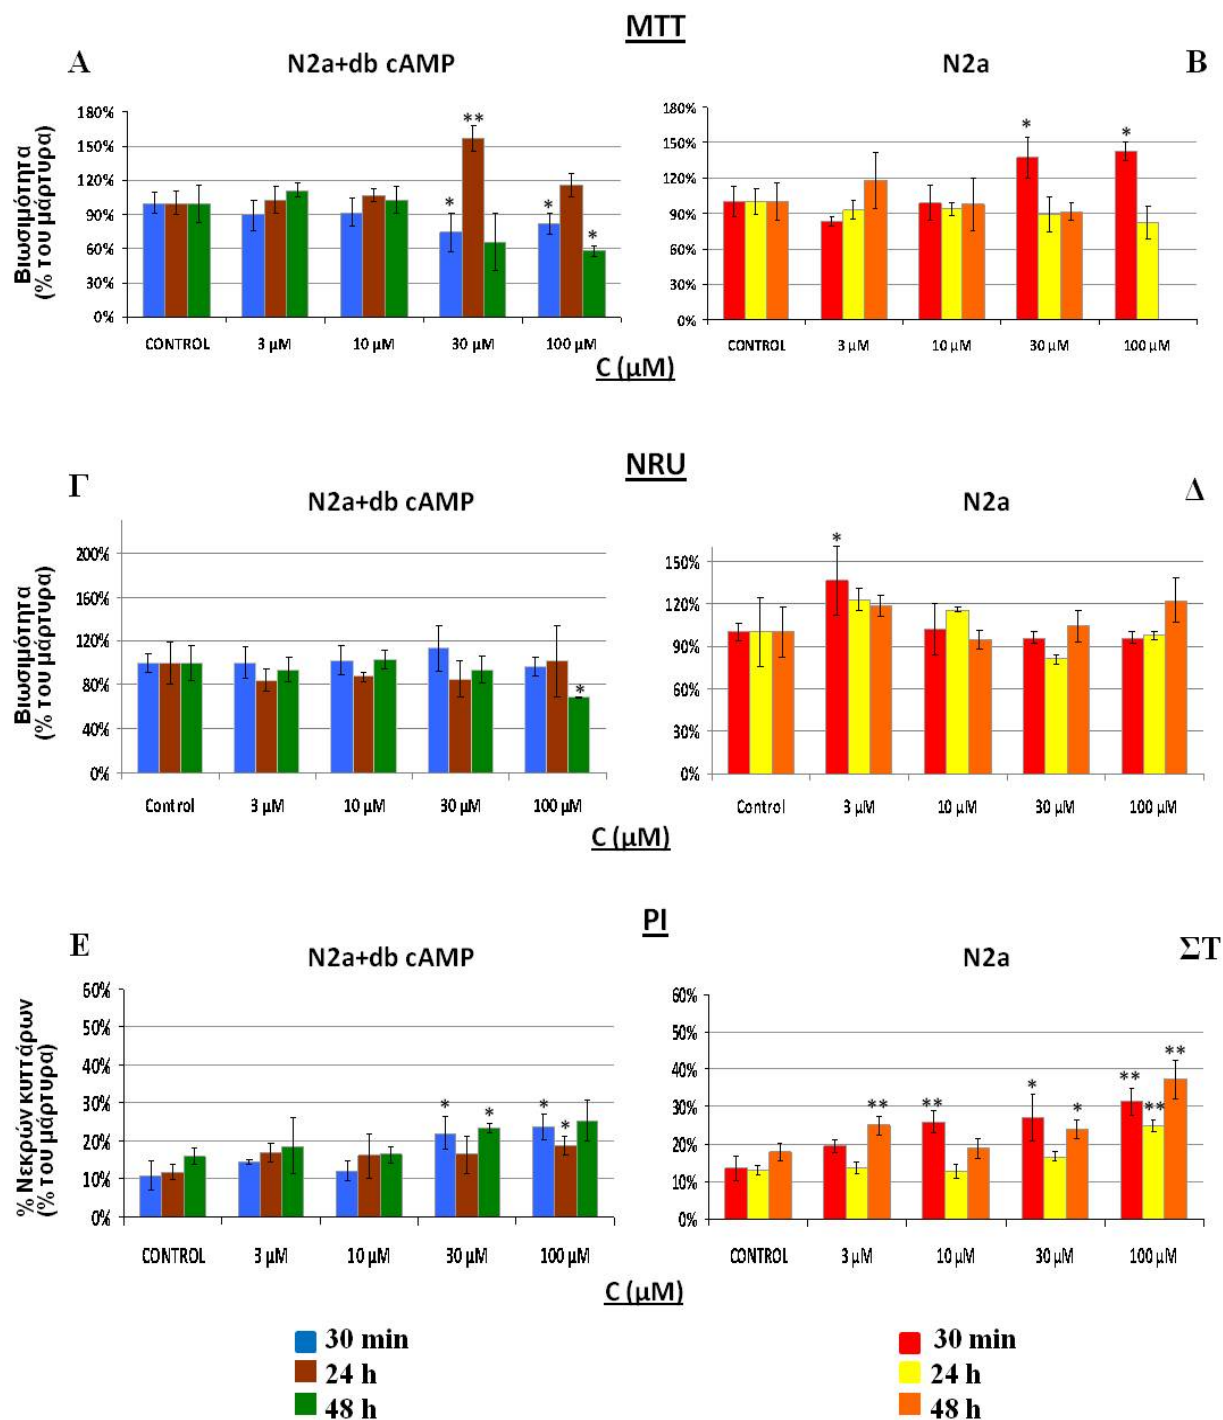 MTT
A
N2a+db cAMP
N2a
B
Βιωσιμότητα
(% του μάρτυρα)
180%
150%
120%
90%
60%
30%
0%
*
**
*
*
*
CONTROL
3 μM
10 μM
30 μM
100 μM
180%
150%
120%
90%
60%
30%
0%
*
*
CONTROL
3 μM
10 μM
30 μM
100 μM
C (μM)
NRU
Γ
N2a+db cAMP
N2a
Δ
Βιωσιμότητα
(% του μάρτυρα)
200%
160%
120%
80%
40%
0%
*
Control
3 μM
10 μM
30 μM
100 μM
150%
120%
90%
60%
30%
0%
*
Control
3 μM
10 μM
30 μM
100 μM
C (μM)
PI
E
N2a+db cAMP
N2a
ΣΤ
% Νεκρών κυττάρων
(% του μάρτυρα)
60%
50%
40%
30%
20%
10%
0%
*
*
*
*
CONTROL
3 μM
10 μM
30 μM
100 μM
60%
50%
40%
30%
20%
10%
0%
**
**
*
*
**
**
**
CONTROL
3 μM
10 μM
30 μM
100 μM
C (μM)
30 min
24 h
48 h
30 min
24 h
48 h